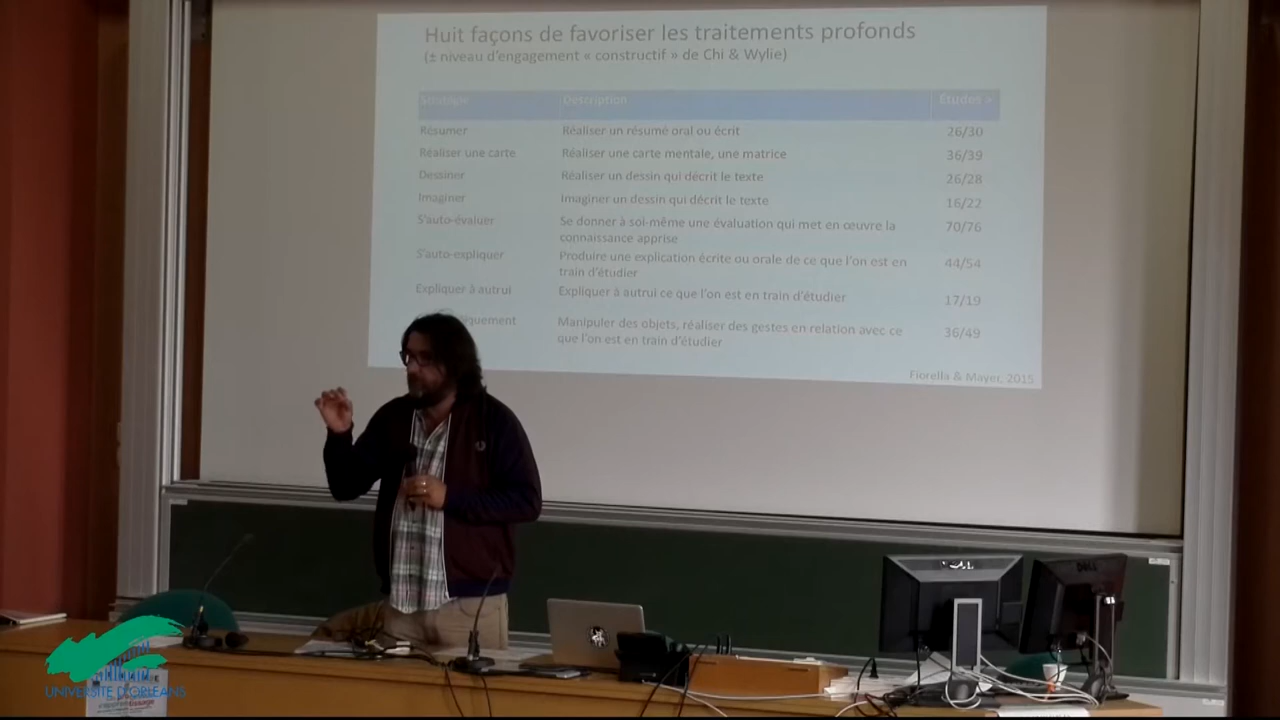 Huit façons de favoriser les traitements profonds
(± niveau d'engagement « constructif » de Chi & Wylie)
Stratégie Description Etudes >
Résumer Réaliser un résumé oral ou écrit 26/30
Réaliser une carte Réaliser une carte mentale, une matrice 36/39
Dessiner Réaliser un dessin qui décrit le texte 26/28
Imaginer Imaginer un dessin qui décrit le texte 16/22
S'auto-évaluer Se donner à soi-même une évaluation qui met en œuvre la
connaissance apprise 70/76
S'auto-expliquer Produire une explication écrite ou orale de ce que l'on est en
train d'étudier 44/54
Expliquer à autrui Expliquer à autrui ce que l'on est en train d'étudier 17/19
Manipuler des objets, réaliser des gestes en relation avec ce
que l'on est en train d'étudier 36/49
Fiorella & Mayer, 2015
DELL
UNIVERSITÉ D'ORLÉANS